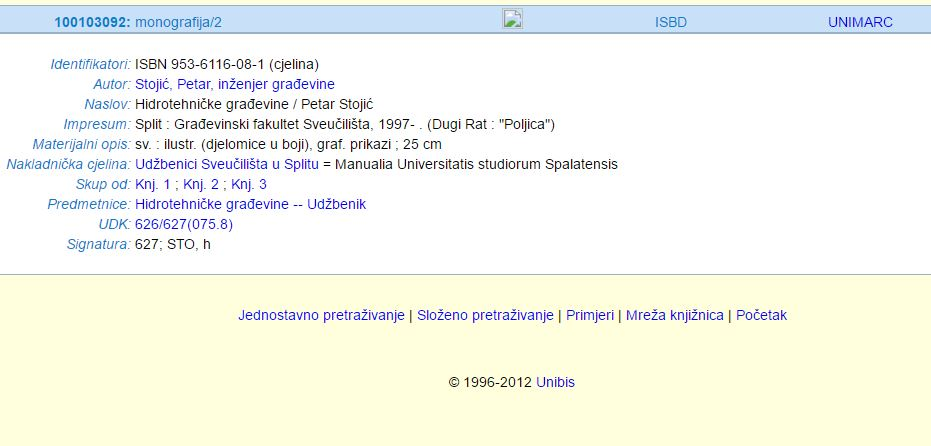 100103092: monografija/2 ISBD UNIMARC
Identifikatori: ISBN 953-6116-08-1 (cjelina)
Autor: Stojić, Petar, inženjer građevine
Naslov: Hidrotehničke građevine / Petar Stojić
Impresum: Split : Građevinski fakultet Sveučilišta, 1997- . (Dugi Rat : "Poljica")
Materijalni opis: sv. : ilustr. (djelomice u boji), graf. prikazi ; 25 cm
Nakladnička cjelina: Udžbenici Sveučilišta u Splitu = Manualia Universitatis studiorum Spalatensis
Skup od: Knj. 1 ; Knj. 2 ; Knj. 3
Predmetnice: Hidrotehničke građevine -- Udžbenik
UDK: 626/627(075.8)
Signatura: 627; STO, h
Jednostavno pretraživanje | Složeno pretraživanje | Primjeri | Mreža knjižnica | Početak
© 1996-2012 Unibis